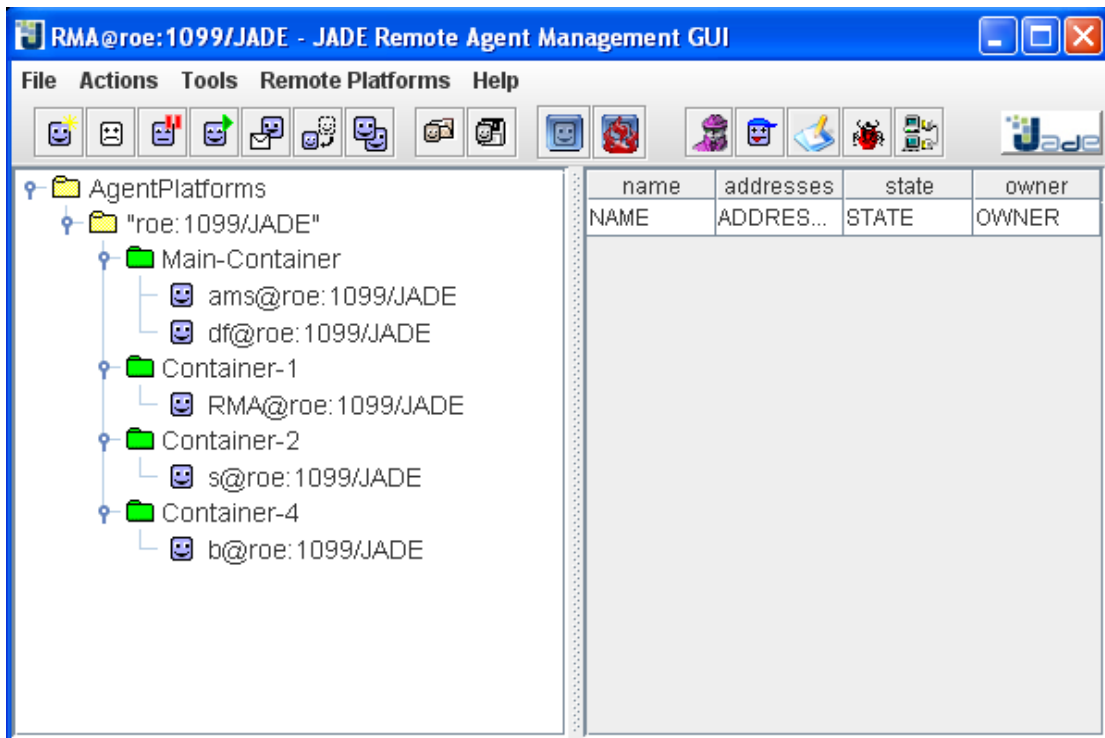 RMA@roe:1099/JADE - JADE Remote Agent Management GUI
File Actions Tools Remote Platforms Help
Jade
AgentPlatforms
"roe:1099/JADE"
Main-Container
ams@roe:1099/JADE
df@roe:1099/JADE
Container-1
RMA@roe:1099/JADE
Container-2
s@roe:1099/JADE
Container-4
b@roe:1099/JADE
name addresses state owner
NAME ADDRES... STATE OWNER